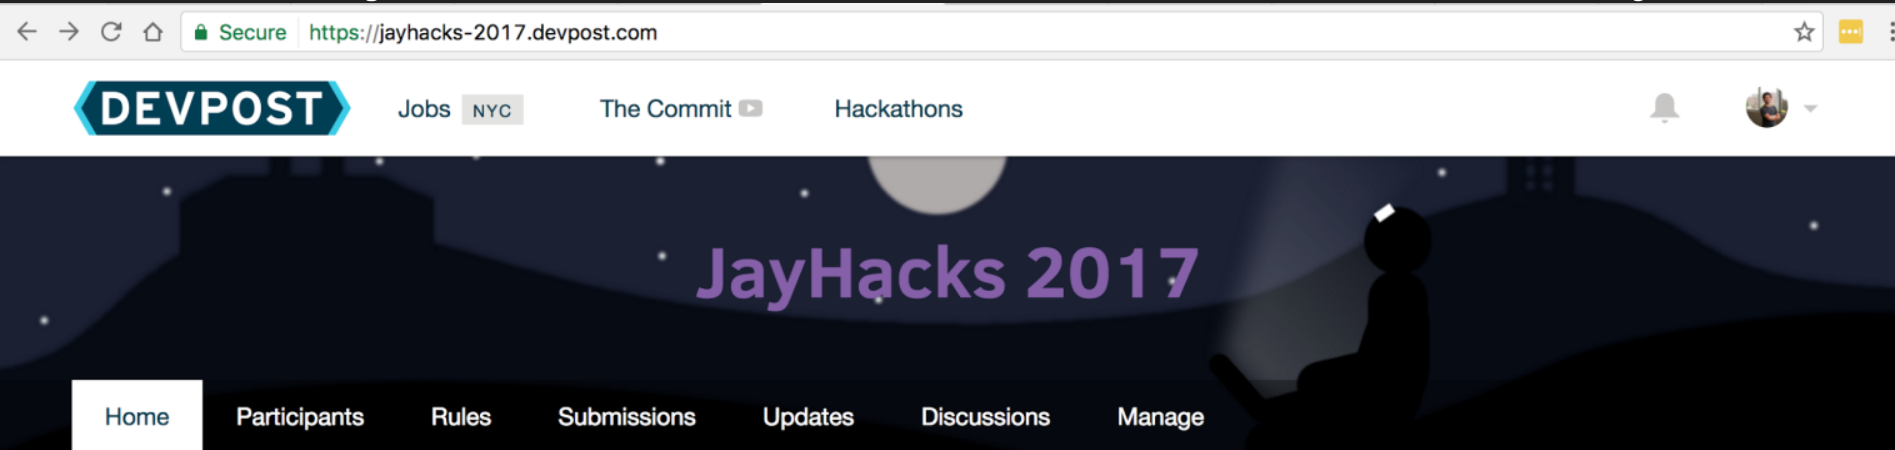 Secure https://jayhacks-2017.devpost.com
DEVPOST Jobs NYC The Commit Hackathons
JayHacks 2017
Home Participants Rules Submissions Updates Discussions Manage